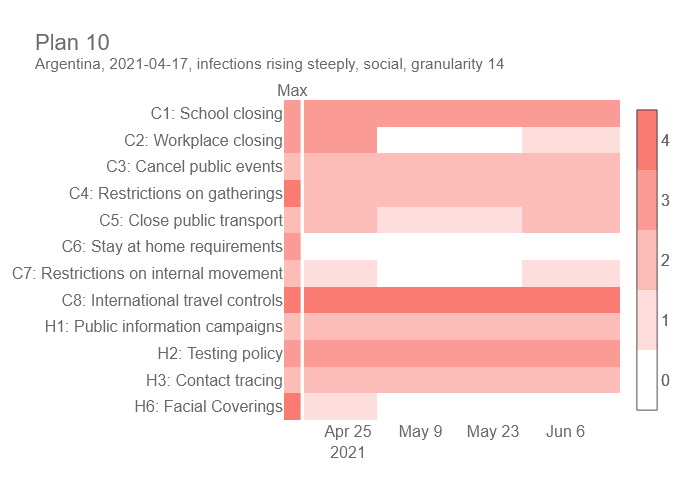 Plan 10
Argentina, 2021-04-17, infections rising steeply, social, granularity 14
Max
C1: School closing
C2: Workplace closing
C3: Cancel public events
C4: Restrictions on gatherings
C5: Close public transport
C6: Stay at home requirements
C7: Restrictions on internal movement
C8: International travel controls
H1: Public information campaigns
H2: Testing policy
H3: Contact tracing
H6: Facial Coverings
Apr 25 May 9 May 23 Jun 6
2021
4
3
2
1
0